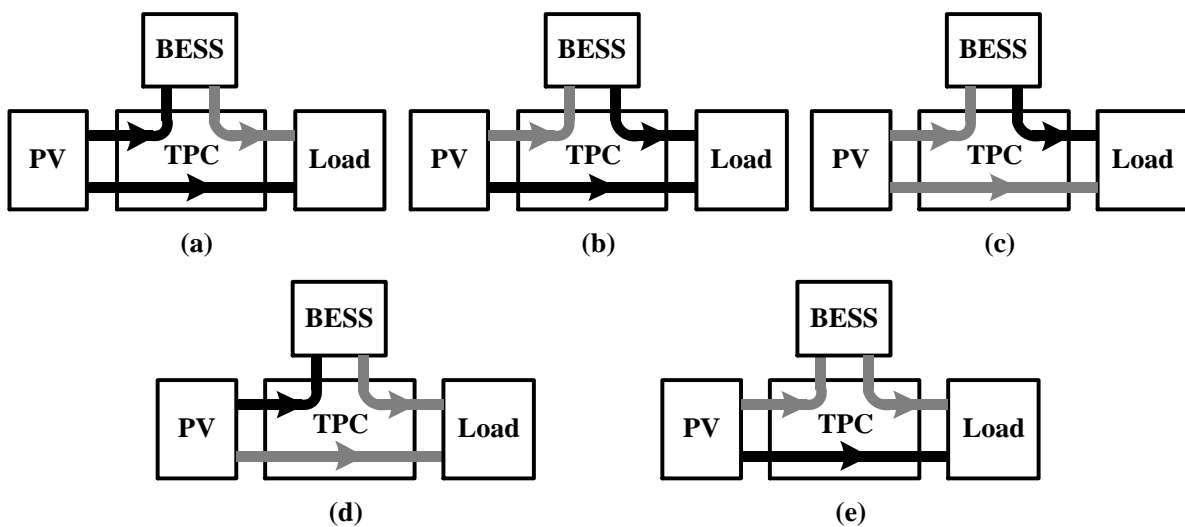 BESS BESS BESS
PV TPC Load PV TPC Load PV TPC Load
(a) (b) (c)
BESS BESS
PV TPC Load PV TPC Load
(d) (e)